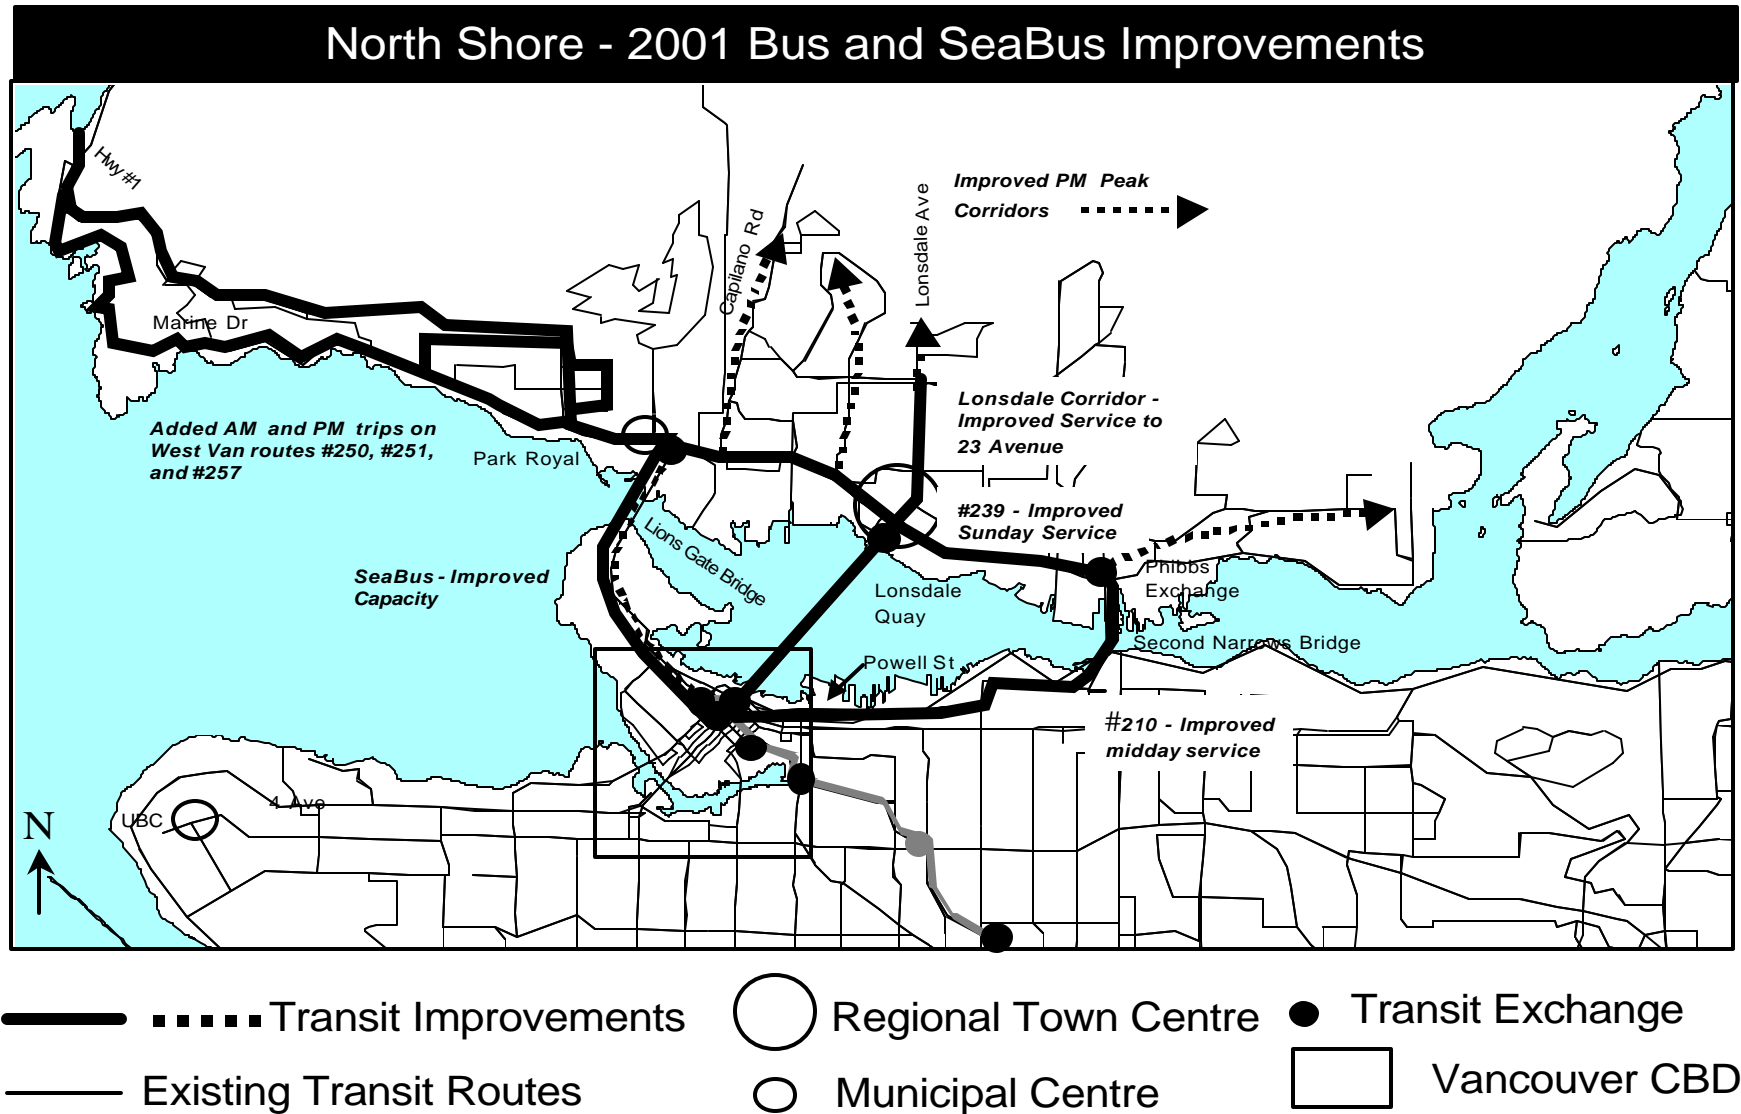 North Shore - 2001 Bus and SeaBus Improvements
Hwy #1
Improved PM Peak
Corridors
Lonsdale Ave
Capilano Rd
Marine Dr
Lonsdale Corridor -
Improved Service to
23 Avenue
Added AM and PM trips on
West Van routes #250, #251,
and #257
Park Royal
#239 - Improved
Sunday Service
Lions Gate Bridge
SeaBus - Improved
Capacity
Phibbs
Exchange
Lonsdale
Quay
Second Narrows Bridge
Powell St
#210 - Improved
midday service
4 Ave
UBC
N
Transit Improvements
Regional Town Centre
Transit Exchange
Existing Transit Routes
Municipal Centre
Vancouver CBD